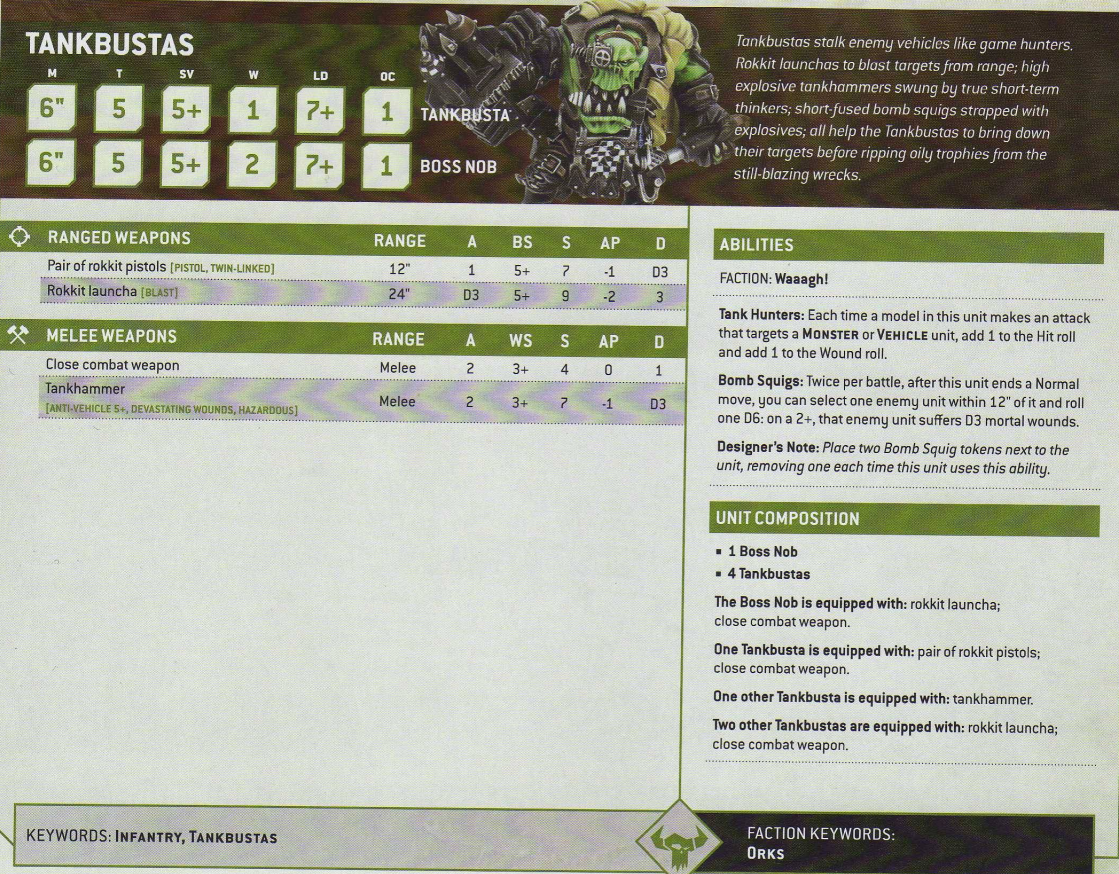 TANKBUSTAS
M T SV W LD OC
6" 5 5+ 1 7+ 1 TANKBUSTA
6" 5 5+ 2 7+ 1 BOSS NOB
Tankbustas stalk enemy vehicles like game hunters.
Rokkit launchas to blast targets from range; high
explosive tankhammers swung by true short-term
thinkers; short-fused bomb squigs strapped with
explosives; all help the Tankbustas to bring down
their targets before ripping oily trophies from the
still-blazing wrecks.
RANGED WEAPONS RANGE A BS S AP D
Pair of rokkit pistols [PISTOL, TWIN-LINKED] 12" 1 5+ 7 -1 D3
Rokkit launcha [BLAST] 24" D3 5+ 9 -2 3
MELEE WEAPONS RANGE A WS S AP D
Close combat weapon Melee 2 3+ 4 0 1
Tankhammer
[ANTI-VEHICLE 5+, DEVASTATING WOUNDS, HAZARDOUS] Melee 2 3+ 7 -1 D3
ABILITIES
FACTION: Waaagh!
Tank Hunters: Each time a model in this unit makes an attack
that targets a MONSTER or VEHICLE unit, add 1 to the Hit roll
and add 1 to the Wound roll.
Bomb Squigs: Twice per battle, after this unit ends a Normal
move, you can select one enemy unit within 12" of it and roll
one D6: on a 2+, that enemy unit suffers D3 mortal wounds.
Designer's Note: Place two Bomb Squig tokens next to the
unit, removing one each time this unit uses this ability.
UNIT COMPOSITION
▪ 1 Boss Nob
▪ 4 Tankbustas
The Boss Nob is equipped with: rokkit launcha;
close combat weapon.
One Tankbusta is equipped with: pair of rokkit pistols;
close combat weapon.
One other Tankbusta is equipped with: tankhammer.
Two other Tankbustas are equipped with: rokkit launcha;
close combat weapon.
KEYWORDS: INFANTRY, TANKBUSTAS
FACTION KEYWORDS:
ORKS